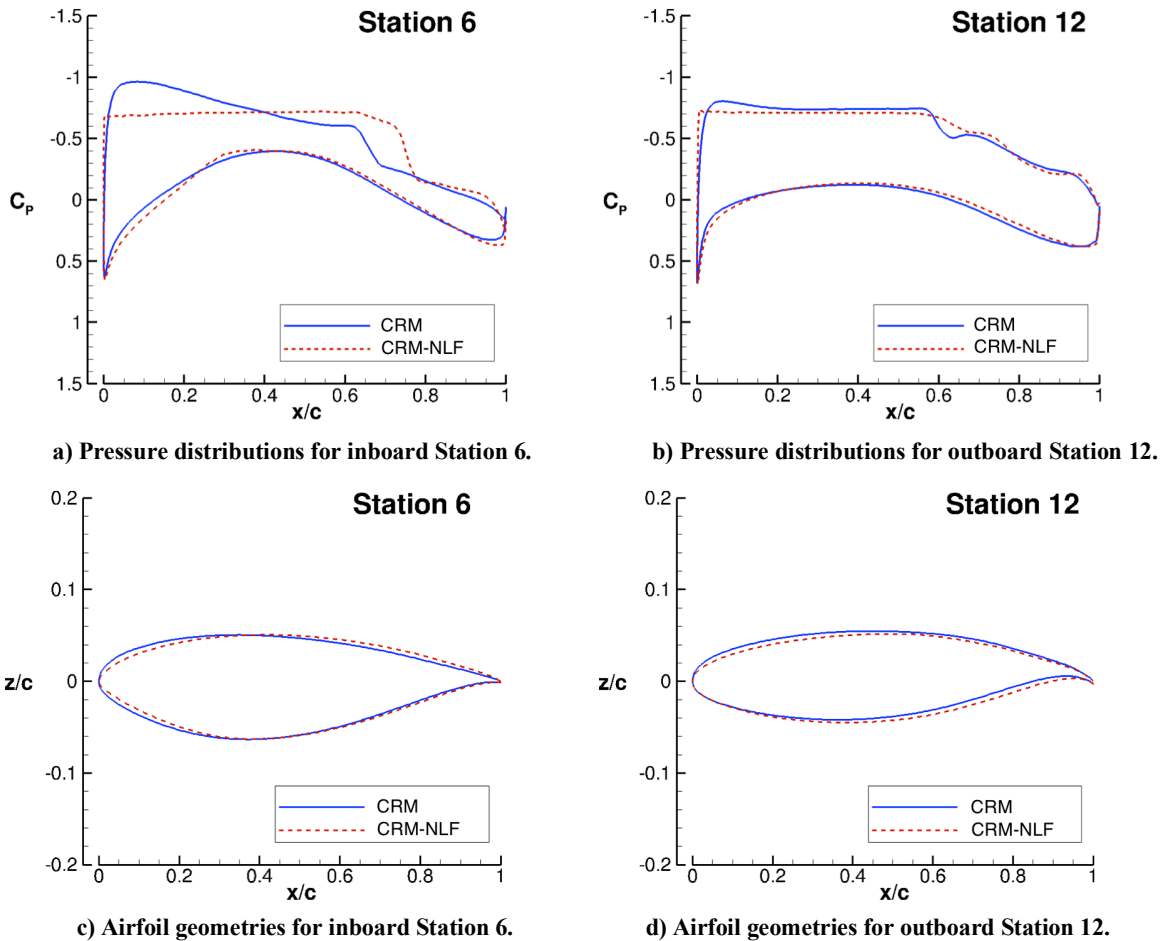 Station 6
-1.5
-1
-0.5
0
0.5
1
1.5
CP
0
0.2
0.4
0.6
0.8
1
x/c
CRM
CRM-NLF
a) Pressure distributions for inboard Station 6.
Station 12
-1.5
-1
-0.5
0
0.5
1
1.5
CP
0
0.2
0.4
0.6
0.8
1
x/c
CRM
CRM-NLF
b) Pressure distributions for outboard Station 12.
Station 6
0.2
0.1
0
-0.1
-0.2
z/c
0
0.2
0.4
0.6
0.8
1
x/c
CRM
CRM-NLF
c) Airfoil geometries for inboard Station 6.
Station 12
0.2
0.1
0
-0.1
-0.2
z/c
0
0.2
0.4
0.6
0.8
1
x/c
CRM
CRM-NLF
d) Airfoil geometries for outboard Station 12.